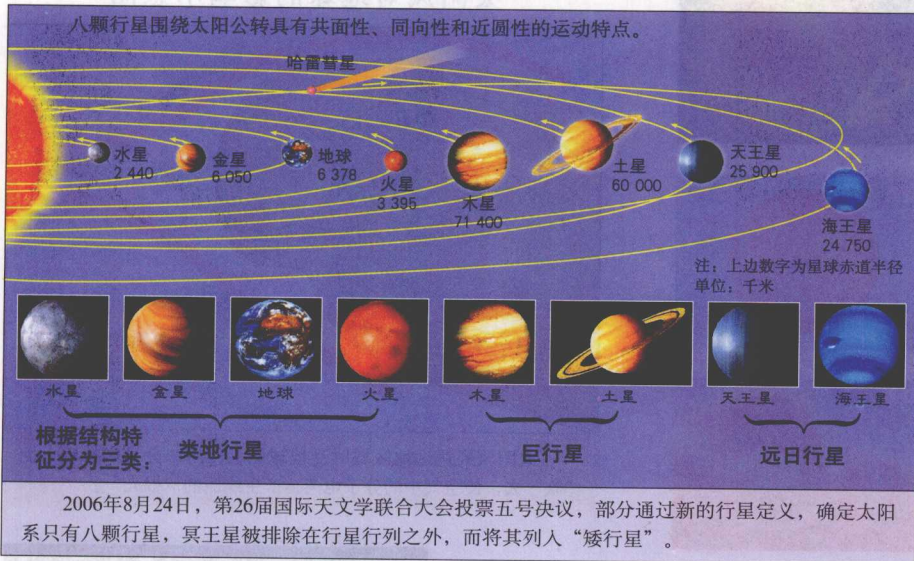 八颗行星围绕太阳公转具有共面性、同向性和近圆性的运动特点。
哈雷彗星
水星
2 440
金星
6 050
地球
6 378
火星
3 395
木星
71 400
土星
60 000
天王星
25 900
海王星
24 750
注：上边数字为星球赤道半径
单位：千米
水星 金星 地球 火星 木星 土星 天王星 海王星
根据结构特
征分为三类：
类地行星 巨行星 远日行星
2006年8月24日，第26届国际天文学联合大会投票五号决议，部分通过新的行星定义，确定太阳
系只有八颗行星，冥王星被排除在行星行列之外，而将其列入“矮行星”。